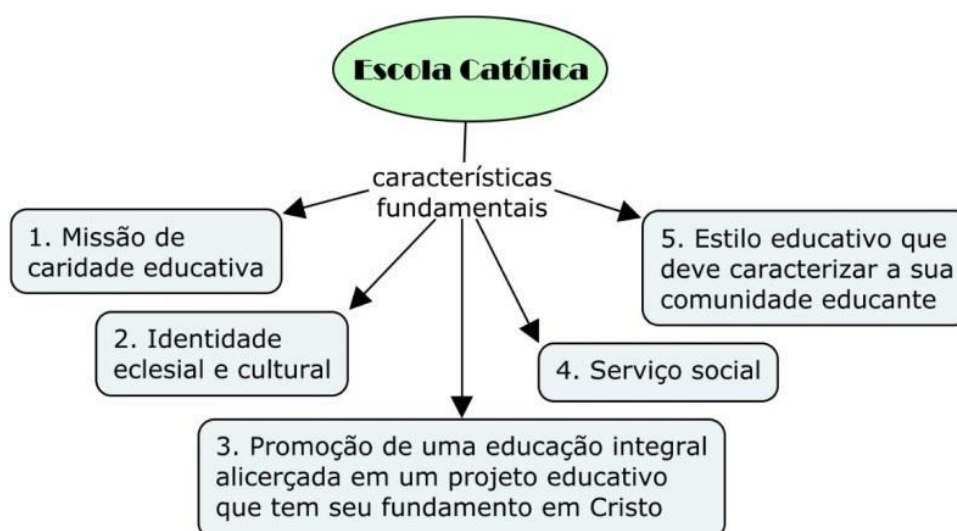 Escola Católica
características
fundamentais
1. Missão de
caridade educativa
2. Identidade
eclesial e cultural
3. Promoção de uma educação integral
alicerçada em um projeto educativo
que tem seu fundamento em Cristo
4. Serviço social
5. Estilo educativo que
deve caracterizar a sua
comunidade educante